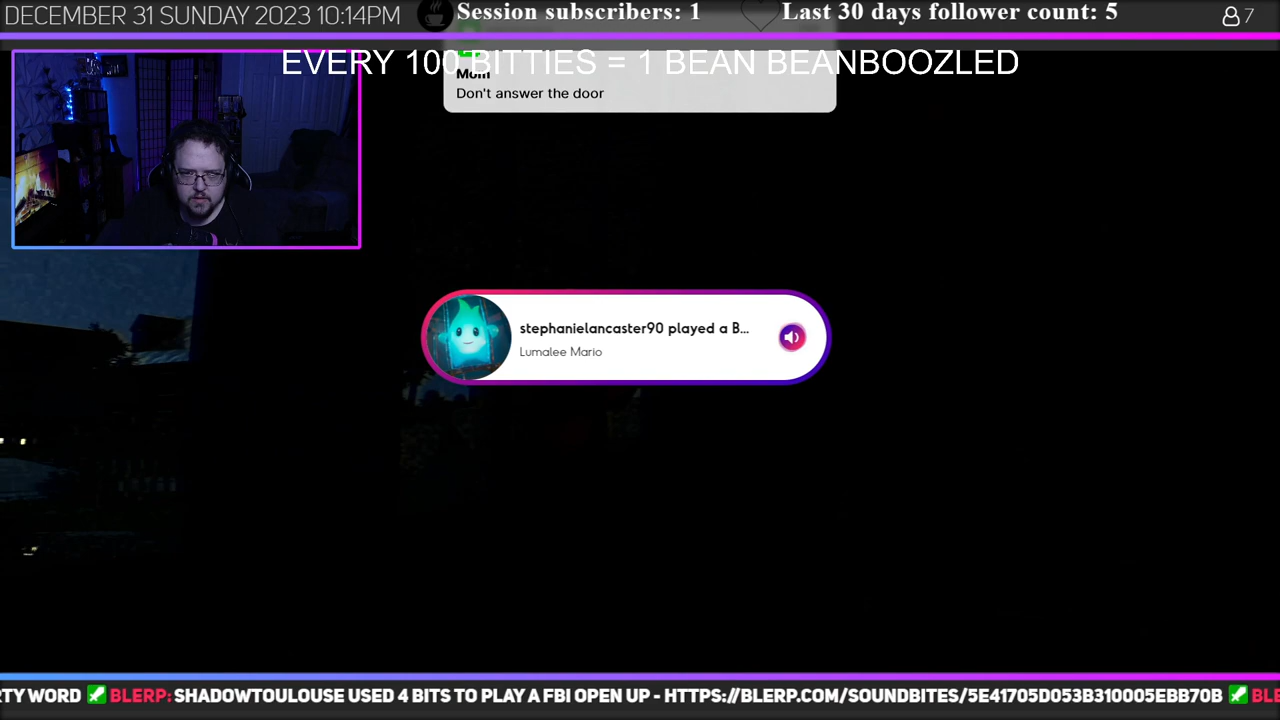 DECEMBER 31 SUNDAY 2023 10:14PM
Session subscribers: 1
Last 30 days follower count: 5
7
EVERY 100 BITTIES = 1 BEAN BEANBOOZLED
Mom
Don't answer the door
stephanielancaster90 played a B...
Lumalee Mario
RTY WORD BLERP: SHADOWTOULOUSE USED 4 BITS TO PLAY A FBI OPEN UP - HTTPS://BLERP.COM/SOUNDBITES/5E41705D053B310005EBB70B BLE